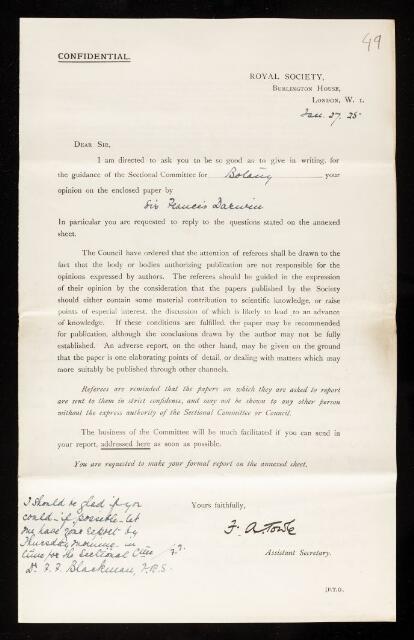 49
CONFIDENTIAL.
ROYAL SOCIETY,
BURLINGTON HOUSE,
LONDON, W. 1.
Jan. 27, 25
DEAR SIR,
I am directed to ask you to be so good as to give in writing, for
the guidance of the Sectional Committee for Botany your
opinion on the enclosed paper by
Sir Francis Darwin
In particular you are requested to reply to the questions stated on the annexed
sheet.
The Council have ordered that the attention of referees shall be drawn to the
fact that the body or bodies authorizing publication are not responsible for the
opinions expressed by authors. The referees should be guided in the expression
of their opinion by the consideration that the papers published by the Society
should either contain some material contribution to scientific knowledge, or raise
points of especial interest, the discussion of which is likely to lead to an advance
of knowledge. If these conditions are fulfilled, the paper may be recommended
for publication, although the conclusions drawn by the author may not be fully
established. An adverse report, on the other hand, may be given on the ground
that the paper is one elaborating points of detail, or dealing with matters which may
more suitably be published through other channels.
Referees are reminded that the papers on which they are asked to report
are sent to them in strict confidence, and may not be shown to any other person
without the express authority of the Sectional Committee or Council.
The business of the Committee will be much facilitated if you can send in
your report, addressed here as soon as possible.
You are requested to make your formal report on the annexed sheet.
I should be glad if you
could - if possible - let
me have your report by
Thursday morning in
time for the Sectional Cttee
Dr. F. F. Blackman, F.R.S.
Yours faithfully,
F. A. Towle
Assistant Secretary.
[P.T.O.